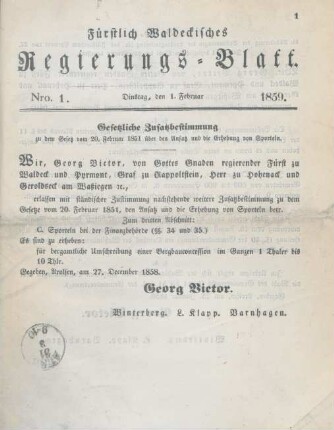 1
Fürstlich Waldeckisches
Regierungs-Blatt.
Nro. 1. Dinstag, den 1. Februar 1859.
Gesetzliche Zusatzbestimmung
zu dem Gesetz vom 20. Februar 1851 über den Ansatz und die Erhebung von Sporteln.
Wir, Georg Victor, von Gottes Gnaden regierender Fürst zu
Waldeck und Pyrmont, Graf zu Rappoltstein, Herr zu Hohenack und
Geroldseck am Wasigen ꝛc.,
erlassen mit ständischer Zustimmung nachstehende weitere Zusatzbestimmung zu dem
Gesetze vom 20. Februar 1851, den Ansatz und die Erhebung von Sporteln betr.
Zum dritten Abschnitt:
C. Sporteln bei der Finanzbehörde (§§ 34 und 35.)
Es sind zu erheben:
für bergamtliche Umschreibung einer Bergbauconcession im Ganzen 1 Thaler bis
10 Thlr.
Gegeben, Arolsen, am 27. December 1858.
Georg Victor.
Winterberg. L. Klapp. Varnhagen.